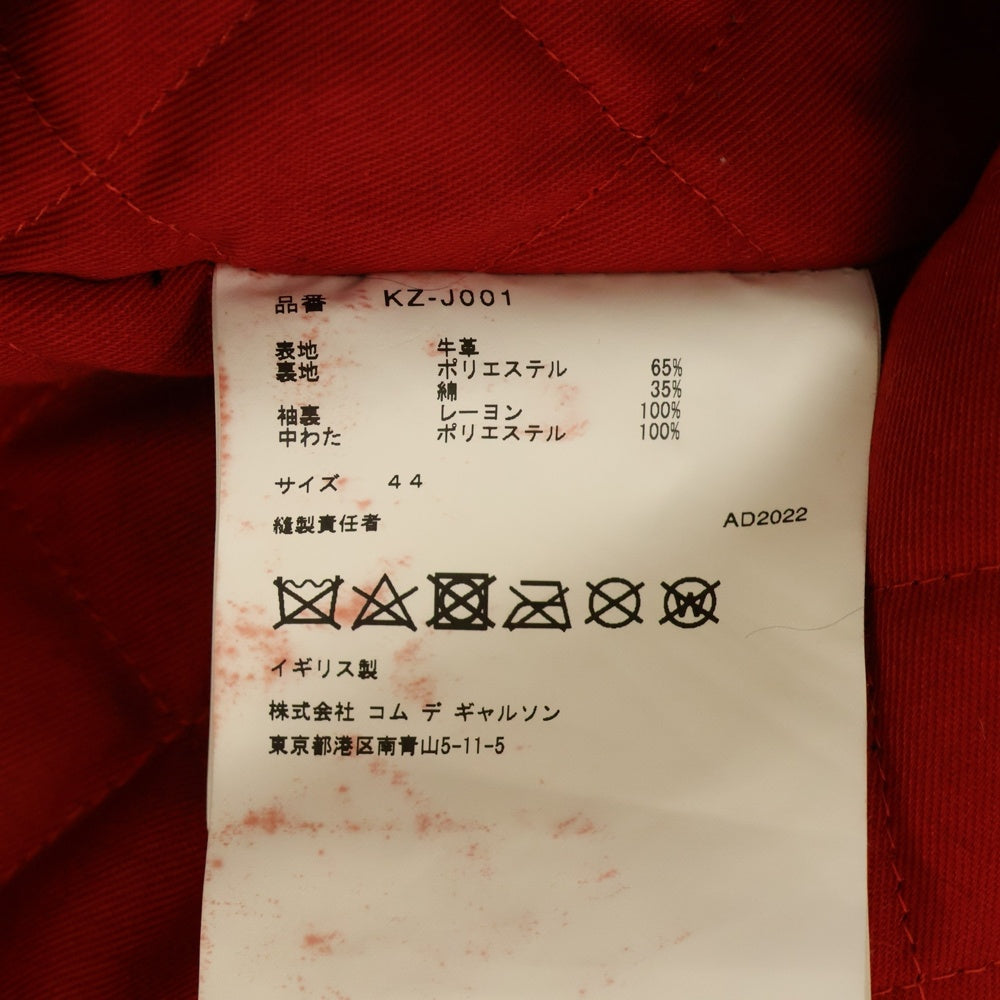 品番 KZ-J001
表地 牛革
裏地 ポリエステル 65%
綿 35%
袖裏 レーヨン 100%
中わた ポリエステル 100%
サイズ 44
縫製責任者 AD2022
W
イギリス製
株式会社 コム デ ギャルソン
東京都港区南青山5-11-5